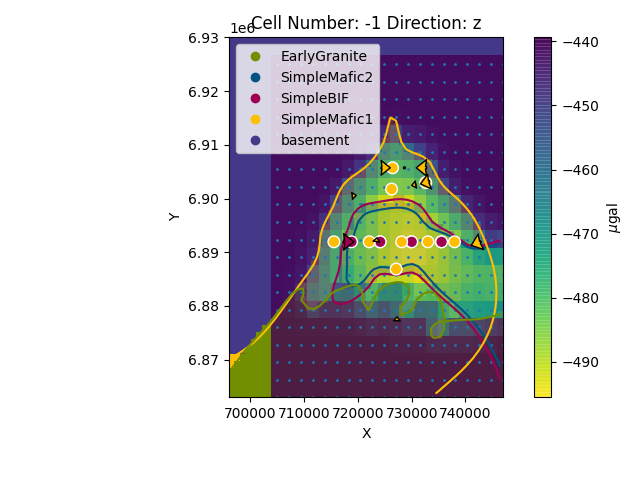 Cell Number: -1 Direction: z
1e6
6.93
6.92
6.91
6.90
6.89
6.88
6.87
Y
EarlyGranite
SimpleMafic2
SimpleBIF
SimpleMafic1
basement
700000 710000 720000 730000 740000
X
−440
−450
−460
−470
−480
−490
μgal